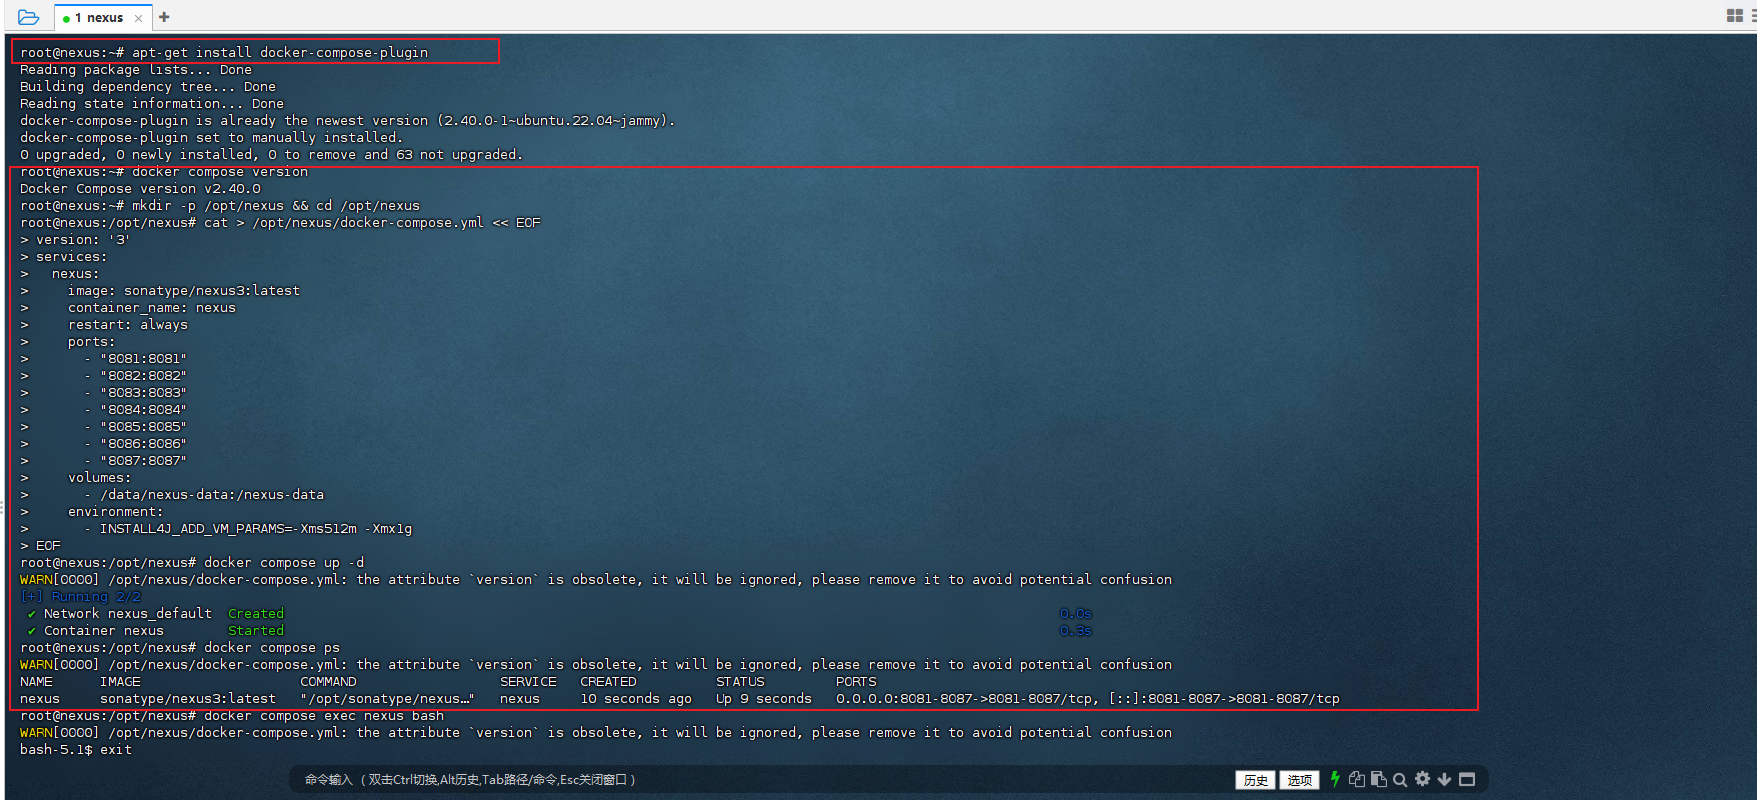 1 nexus
root@nexus:~# apt-get install docker-compose-plugin
Reading package lists... Done
Building dependency tree... Done
Reading state information... Done
docker-compose-plugin is already the newest version (2.40.0-1~ubuntu.22.04~jammy).
docker-compose-plugin set to manually installed.
0 upgraded, 0 newly installed, 0 to remove and 63 not upgraded.
root@nexus:~# docker compose version
Docker Compose version v2.40.0
root@nexus:~# mkdir -p /opt/nexus && cd /opt/nexus
root@nexus:/opt/nexus# cat > /opt/nexus/docker-compose.yml << EOF
> version: '3'
> services:
>   nexus:
>     image: sonatype/nexus3:latest
>     container_name: nexus
>     restart: always
>     ports:
>       - "8081:8081"
>       - "8082:8082"
>       - "8083:8083"
>       - "8084:8084"
>       - "8085:8085"
>       - "8086:8086"
>       - "8087:8087"
>     volumes:
>       - /data/nexus-data:/nexus-data
>     environment:
>       - INSTALL4J_ADD_VM_PARAMS=-Xms512m -Xmx1g
> EOF
root@nexus:/opt/nexus# docker compose up -d
WARN[0000] /opt/nexus/docker-compose.yml: the attribute `version` is obsolete, it will be ignored, please remove it to avoid potential confusion
[+] Running 2/2
✔ Network nexus_default  Created 0.0s
✔ Container nexus        Started 0.3s
root@nexus:/opt/nexus# docker compose ps
WARN[0000] /opt/nexus/docker-compose.yml: the attribute `version` is obsolete, it will be ignored, please remove it to avoid potential confusion
NAME      IMAGE                    COMMAND                  SERVICE   CREATED          STATUS         PORTS
nexus     sonatype/nexus3:latest   "/opt/sonatype/nexus…"   nexus     10 seconds ago   Up 9 seconds   0.0.0.0:8081-8087->8081-8087/tcp, [::]:8081-8087->8081-8087/tcp
root@nexus:/opt/nexus# docker compose exec nexus bash
WARN[0000] /opt/nexus/docker-compose.yml: the attribute `version` is obsolete, it will be ignored, please remove it to avoid potential confusion
bash-5.1$ exit
命令输入 （双击Ctrl切换,Alt历史,Tab路径/命令,Esc关闭窗口）
历史 选项